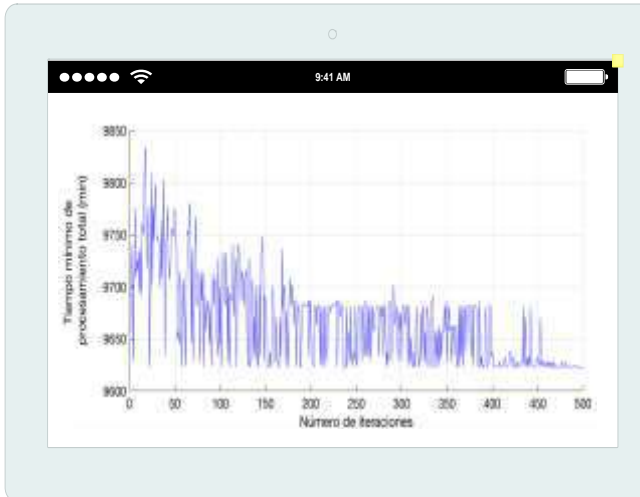 9:41 AM
9850
9800
9750
9700
9650
9600
Tiempo mínimo de
procesamiento total (min)
0 50 100 150 200 250 300 350 400 450 500
Número de iteraciones